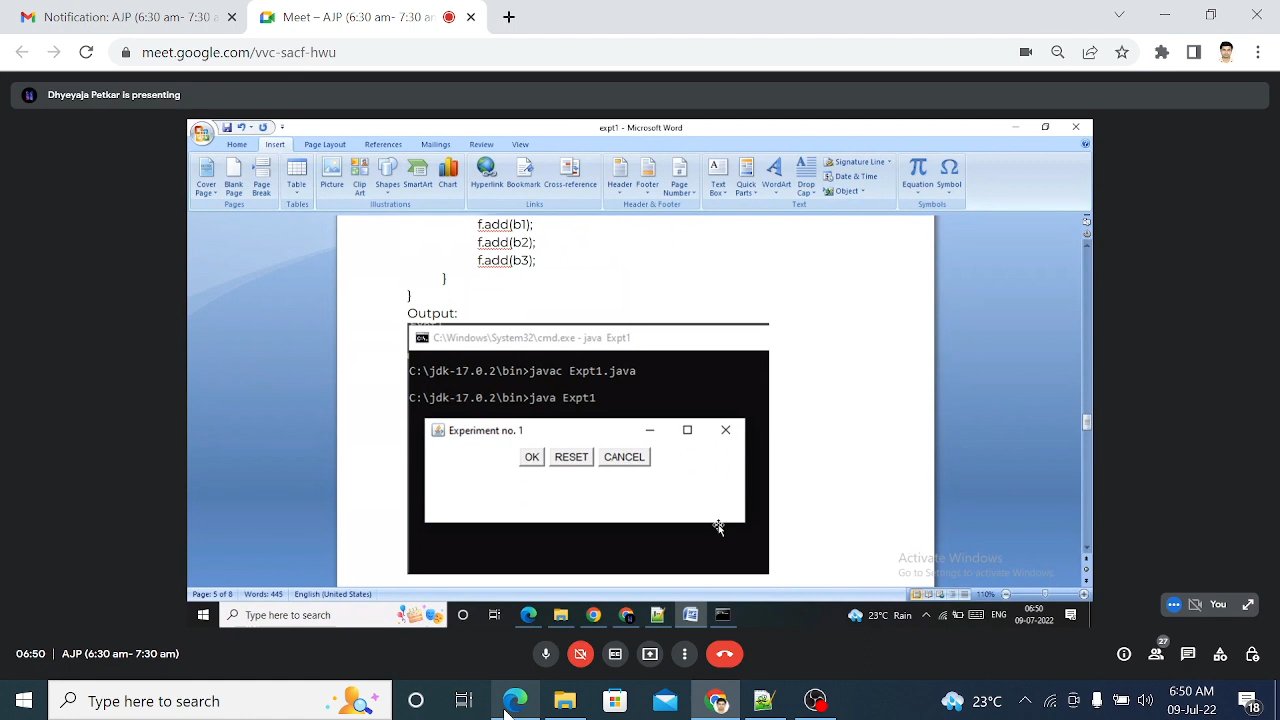 Notification: AJP (6:30 am - 7:30 a
Meet – AJP (6:30 am- 7:30 ar
meet.google.com/vvc-sacf-hwu
Dhyeyaja Petkar is presenting
expt1 - Microsoft Word
Home Insert Page Layout References Mailings Review View
Cover Page Blank Page Page Break Table Picture Clip Art Shapes SmartArt Chart Hyperlink Bookmark Cross-reference Header Footer Page Number Text Box Quick Parts WordArt Drop Cap Signature Line Date & Time Object Equation Symbol
Pages Tables Illustrations Links Header & Footer Text Symbols
f.add(b1);
f.add(b2);
f.add(b3);
}
}
Output:
C:\Windows\System32\cmd.exe - java Expt1
C:\jdk-17.0.2\bin>javac Expt1.java
C:\jdk-17.0.2\bin>java Expt1
Experiment no. 1
OK RESET CANCEL
Activate Windows
Go to Settings to activate Windows.
Page: 5 of 8 Words: 445 English (United States) 110%
Type here to search 23°C Rain ENG 06:50 09-07-2022
You
06:50 AJP (6:30 am- 7:30 am) 27
Type here to search 23°C 6:50 AM 09-Jul-22 18